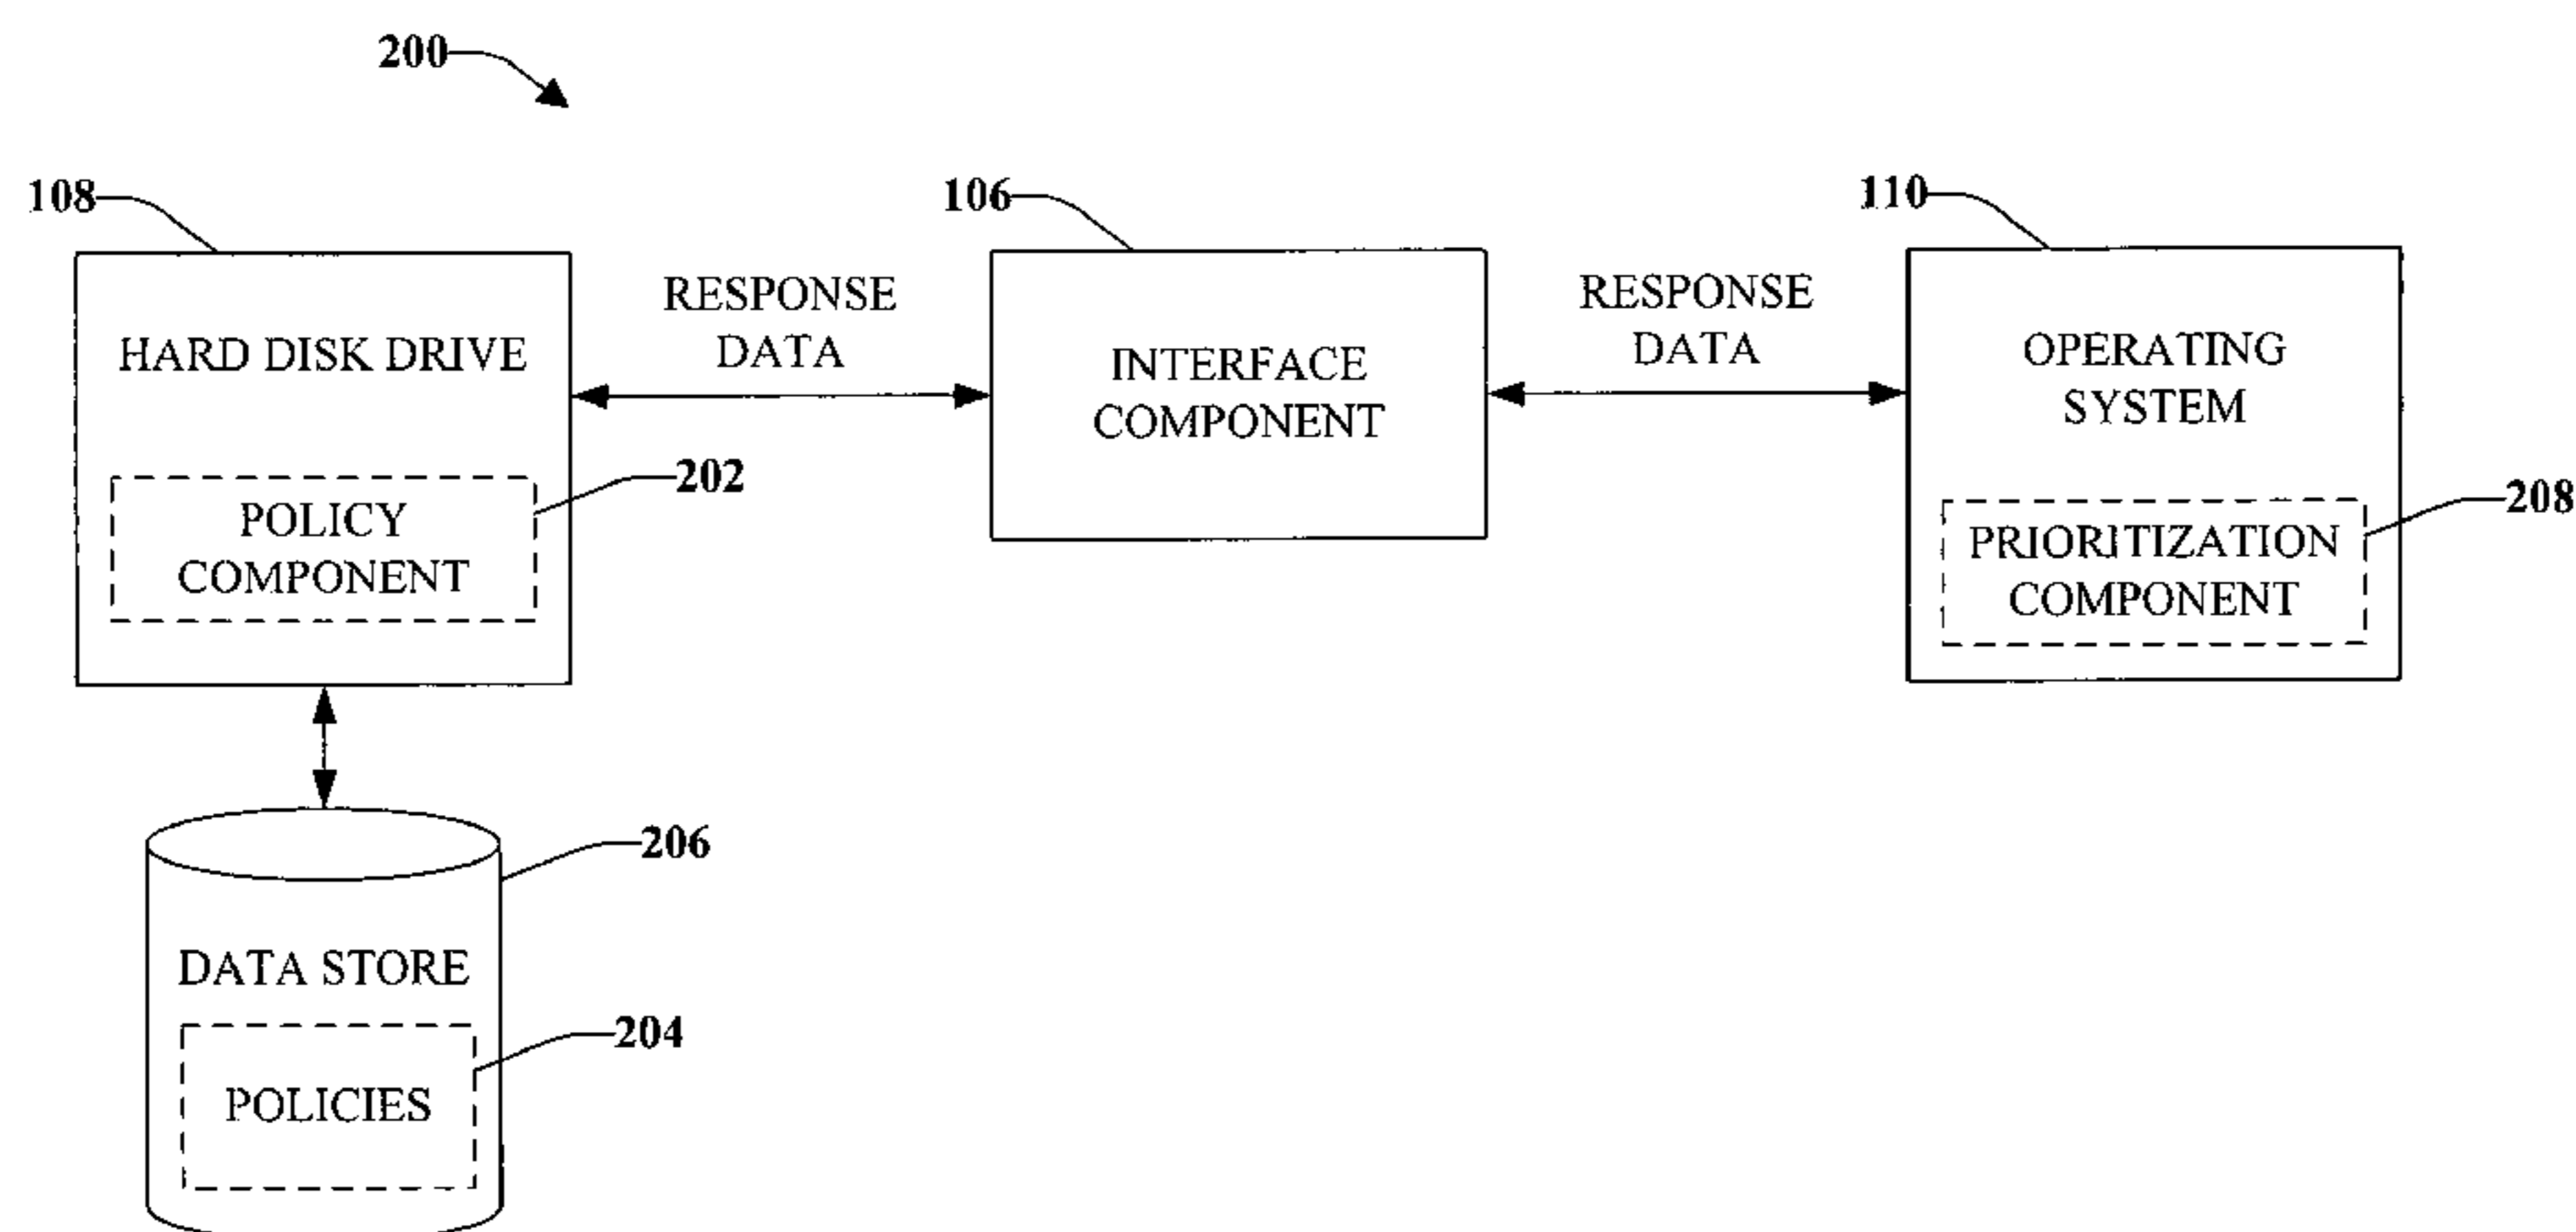 200
108
106
110
RESPONSE
DATA
RESPONSE
DATA
HARD DISK DRIVE
INTERFACE
COMPONENT
OPERATING
SYSTEM
202
POLICY
COMPONENT
208
PRIORITIZATION
COMPONENT
206
DATA STORE
204
POLICIES